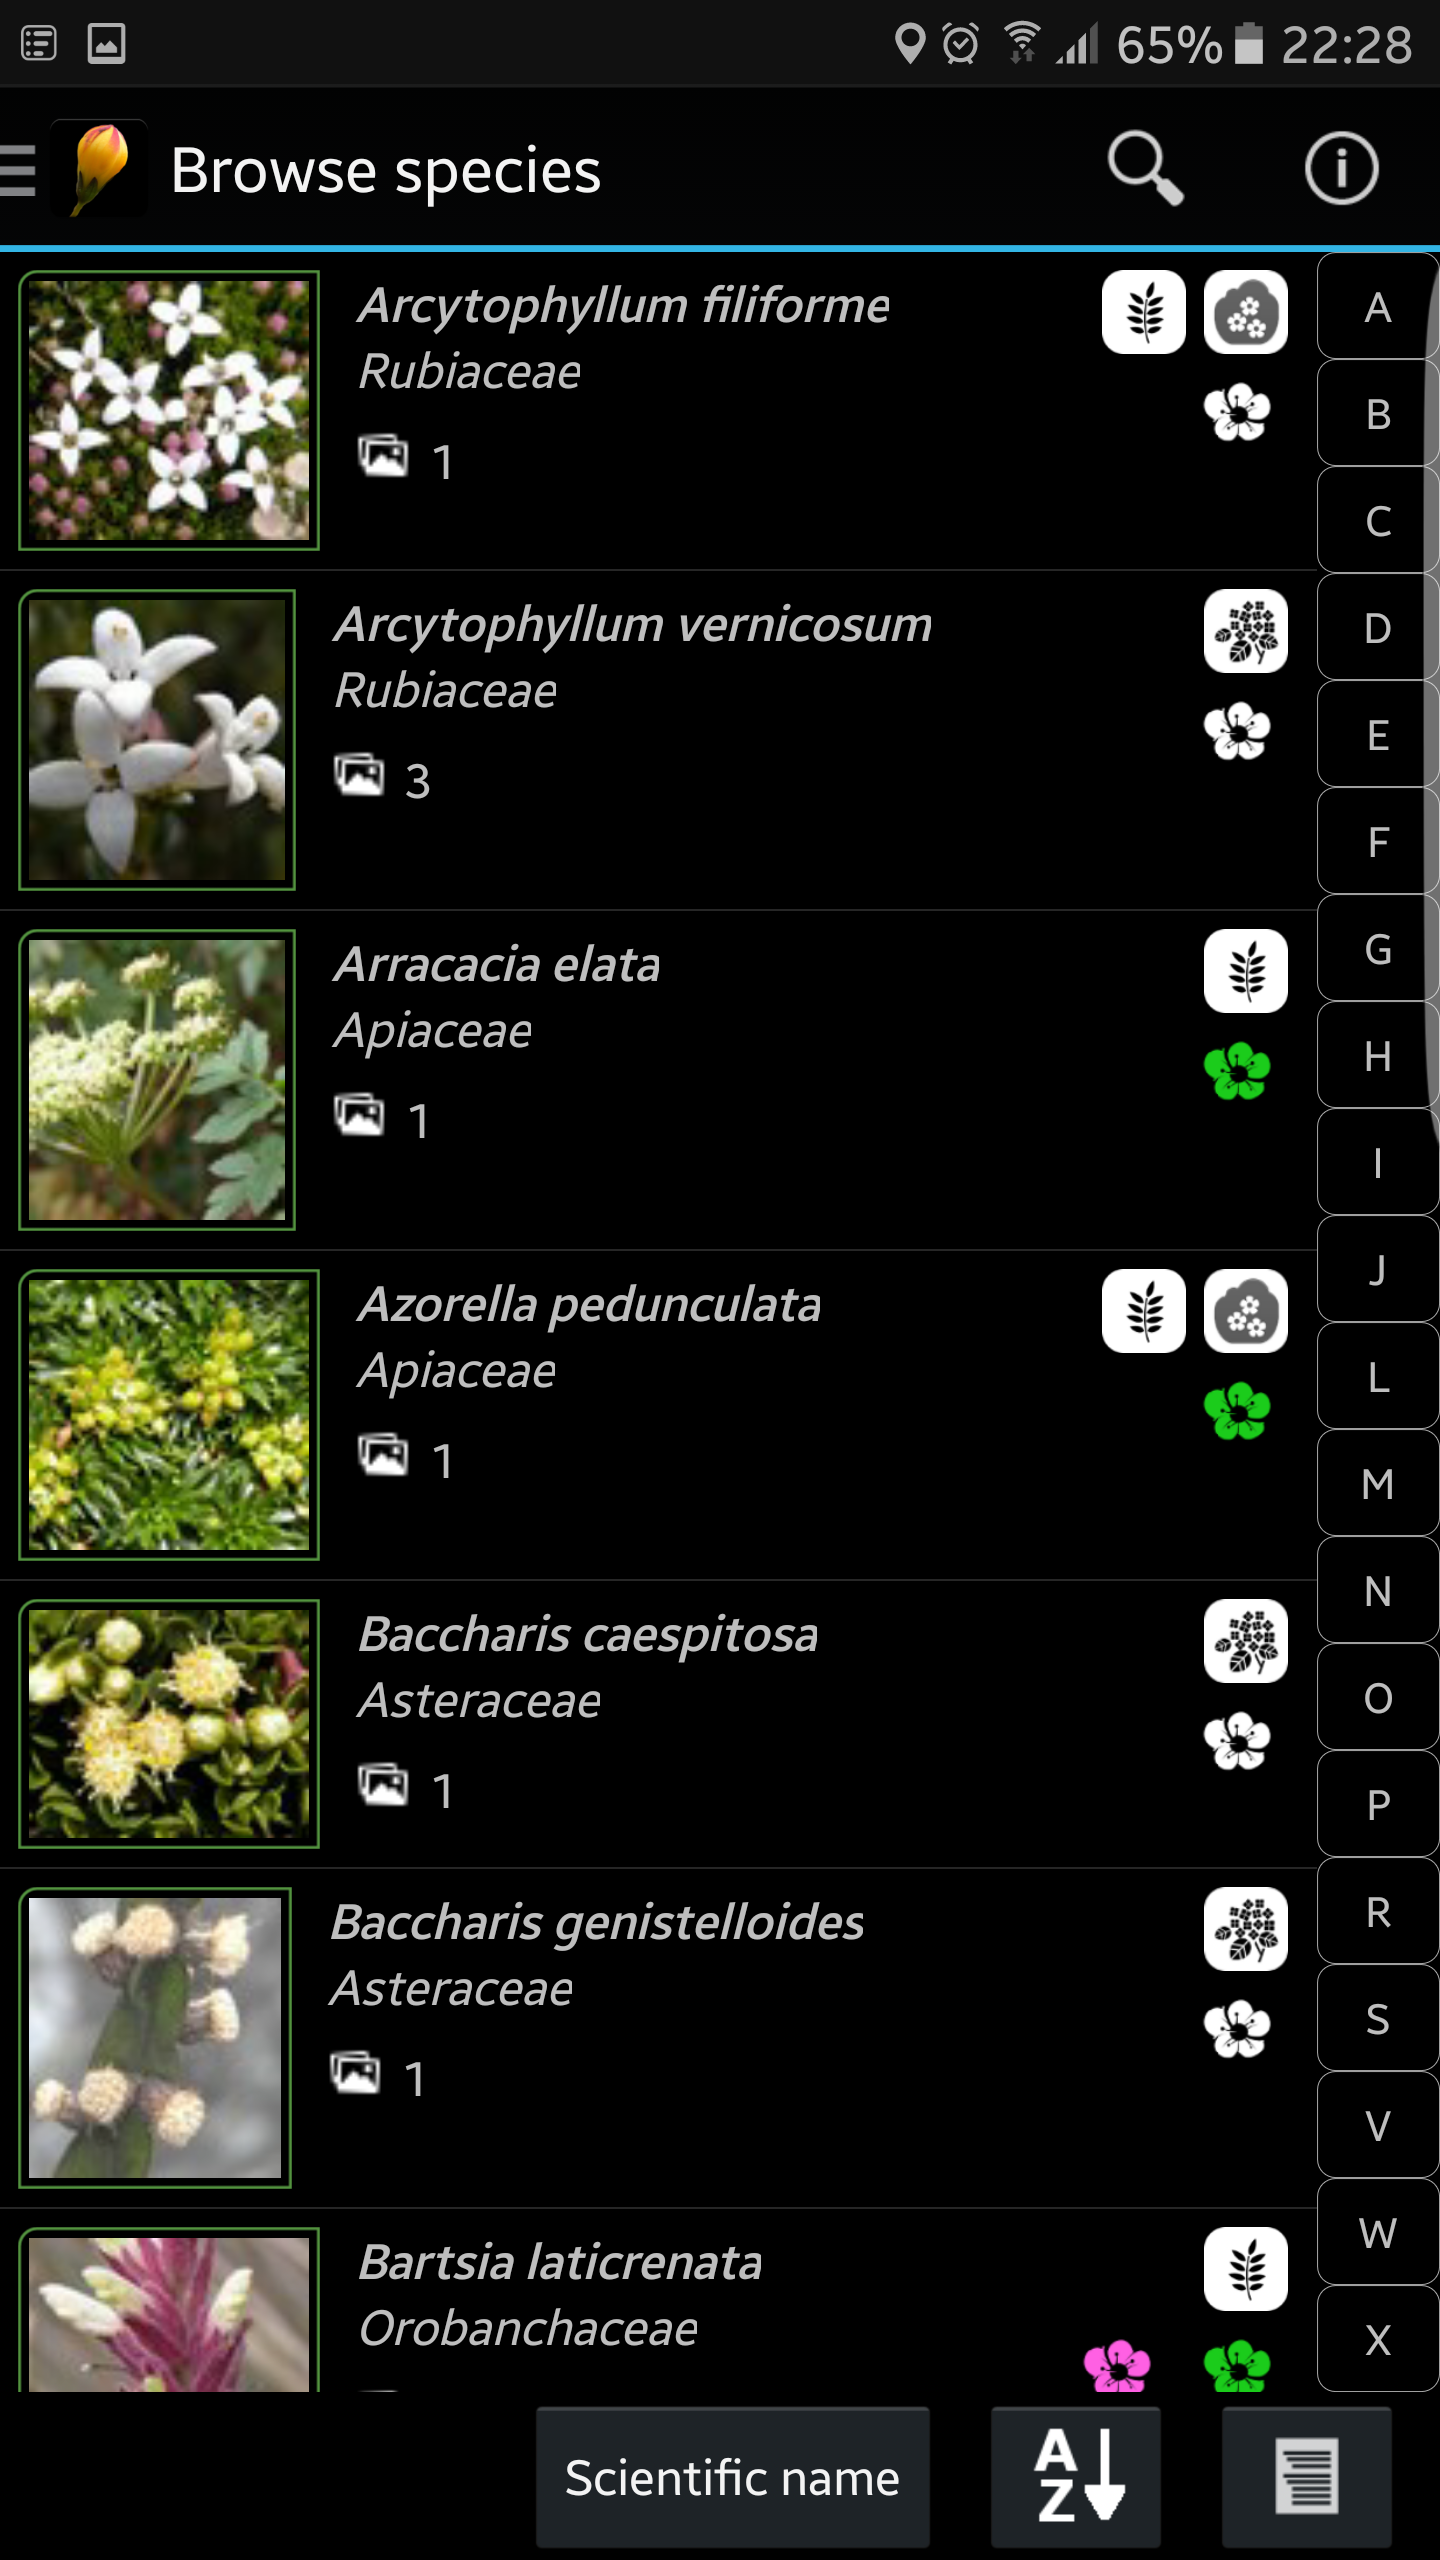 65% 22:28
Browse species
Arcytophyllum filiforme
Rubiaceae
1
Arcytophyllum vernicosum
Rubiaceae
3
Arracacia elata
Apiaceae
1
Azorella pedunculata
Apiaceae
1
Baccharis caespitosa
Asteraceae
1
Baccharis genistelloides
Asteraceae
1
Bartsia laticrenata
Orobanchaceae
A
B
C
D
E
F
G
H
I
J
L
M
N
O
P
R
S
V
W
X
Scientific name
A
Z